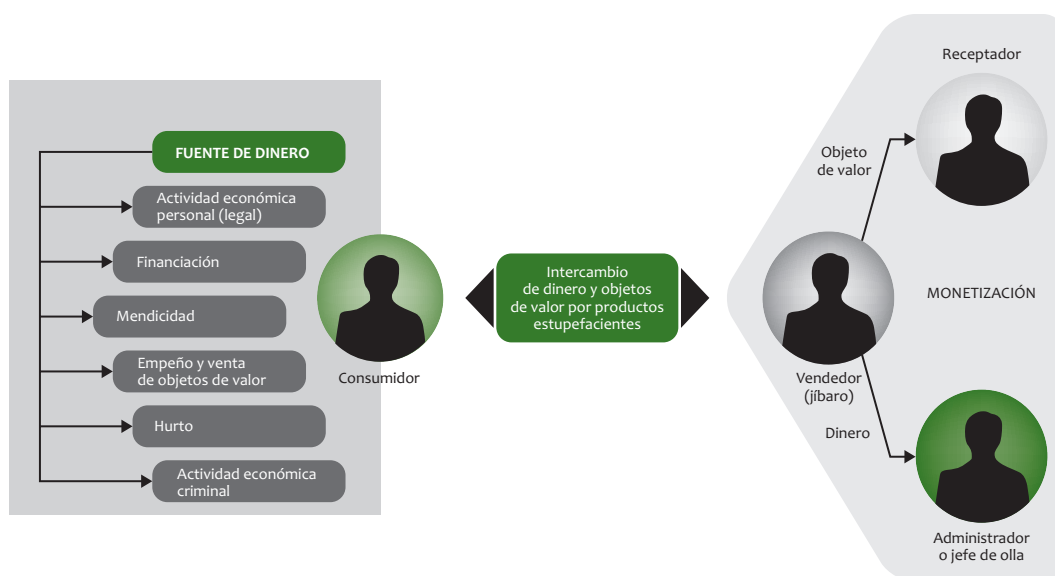 FUENTE DE DINERO
Actividad económica
personal (legal)
Financiación
Mendicidad
Empeño y venta
de objetos de valor
Hurto
Actividad económica
criminal
Consumidor
Intercambio
de dinero y objetos
de valor por productos
estupefacientes
Receptador
Objeto
de valor
MONETIZACIÓN
Vendedor
(jíbaro)
Dinero
Administrador
o jefe de olla